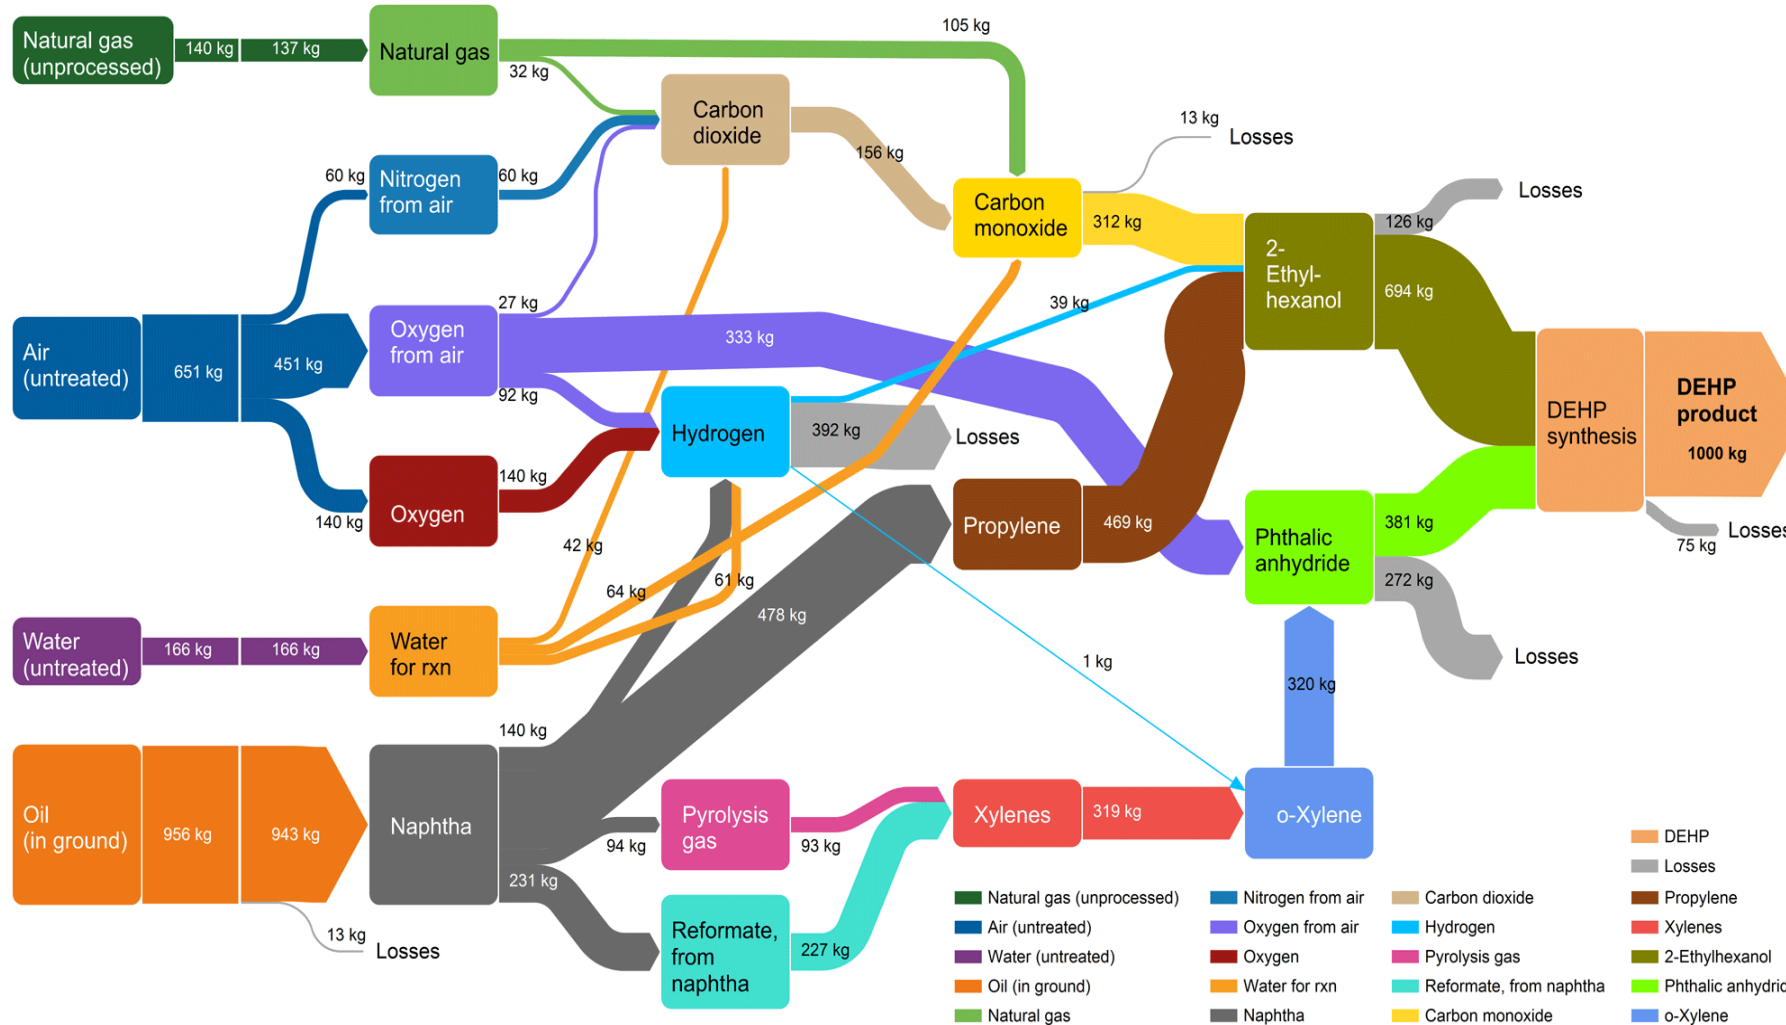 Natural gas
(unprocessed)
140 kg
137 kg
Natural gas
32 kg
105 kg
Carbon
dioxide
156 kg
13 kg
Losses
60 kg
Nitrogen
from air
60 kg
Carbon
monoxide
312 kg
126 kg
Losses
2-
Ethyl-
hexanol
694 kg
Air
(untreated)
651 kg
451 kg
Oxygen
from air
27 kg
333 kg
92 kg
39 kg
140 kg
Oxygen
140 kg
Hydrogen
392 kg
Losses
DEHP
synthesis
DEHP
product
1000 kg
75 kg
Losses
Propylene
469 kg
Phthalic
anhydride
381 kg
272 kg
Losses
42 kg
64 kg
61 kg
478 kg
Water
(untreated)
166 kg
166 kg
Water
for rxn
1 kg
320 kg
Oil
(in ground)
956 kg
943 kg
13 kg
Losses
Naphtha
140 kg
94 kg
231 kg
Pyrolysis
gas
93 kg
Reformate,
from
naphtha
227 kg
Xylenes
319 kg
o-Xylene
DEHP
Losses
Natural gas (unprocessed)
Nitrogen from air
Carbon dioxide
Propylene
Air (untreated)
Oxygen from air
Hydrogen
Xylenes
Water (untreated)
Oxygen
Pyrolysis gas
2-Ethylhexanol
Oil (in ground)
Water for rxn
Reformate, from naphtha
Phthalic anhydrid
Natural gas
Naphtha
Carbon monoxide
o-Xylene